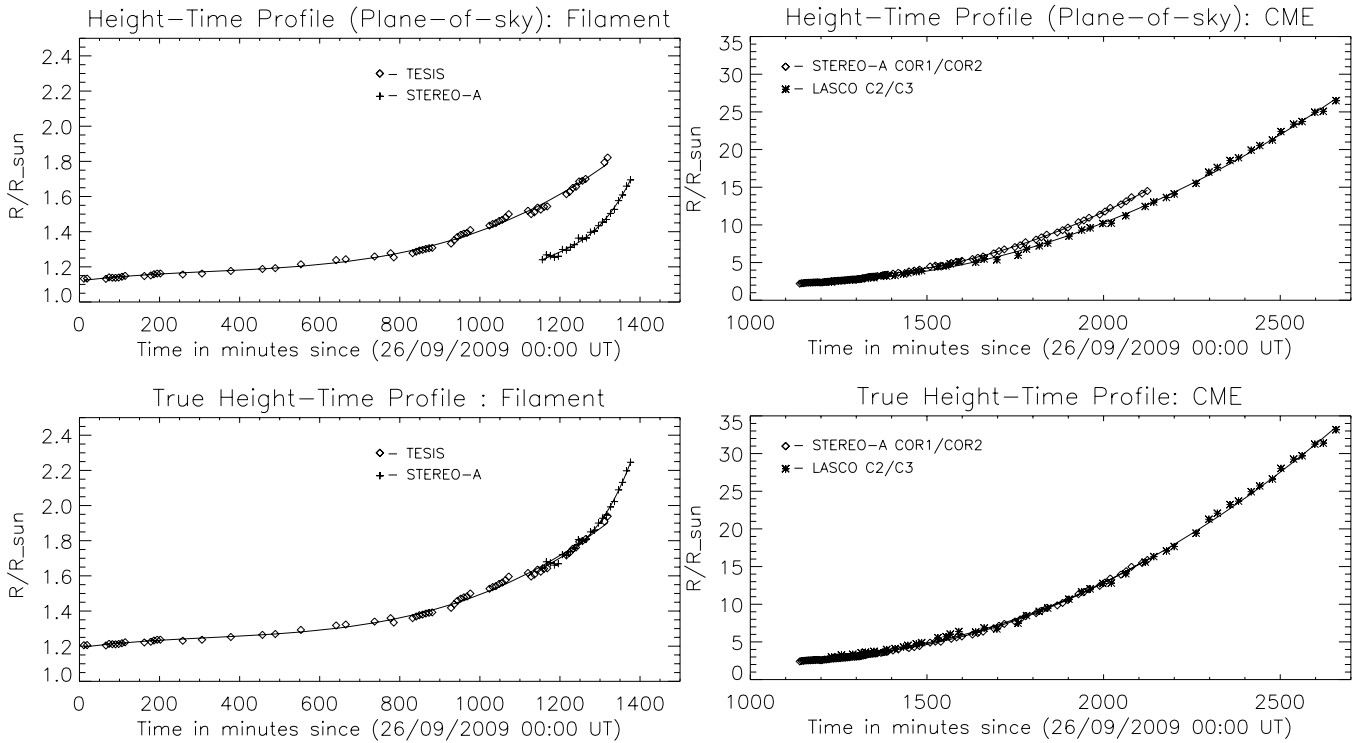 Height-Time Profile (Plane-of-sky): Filament
R/R_sun
2.4
2.2
2.0
1.8
1.6
1.4
1.2
1.0
◇ - TESIS
+ - STEREO-A
0 200 400 600 800 1000 1200 1400
Time in minutes since (26/09/2009 00:00 UT)
Height-Time Profile (Plane-of-sky): CME
R/R_sun
35
30
25
20
15
10
5
0
◇ - STEREO-A COR1/COR2
✱ - LASCO C2/C3
1000 1500 2000 2500
Time in minutes since (26/09/2009 00:00 UT)
True Height-Time Profile : Filament
R/R_sun
2.4
2.2
2.0
1.8
1.6
1.4
1.2
1.0
◇ - TESIS
+ - STEREO-A
0 200 400 600 800 1000 1200 1400
Time in minutes since (26/09/2009 00:00 UT)
True Height-Time Profile: CME
R/R_sun
35
30
25
20
15
10
5
0
◇ - STEREO-A COR1/COR2
✱ - LASCO C2/C3
1000 1500 2000 2500
Time in minutes since (26/09/2009 00:00 UT)